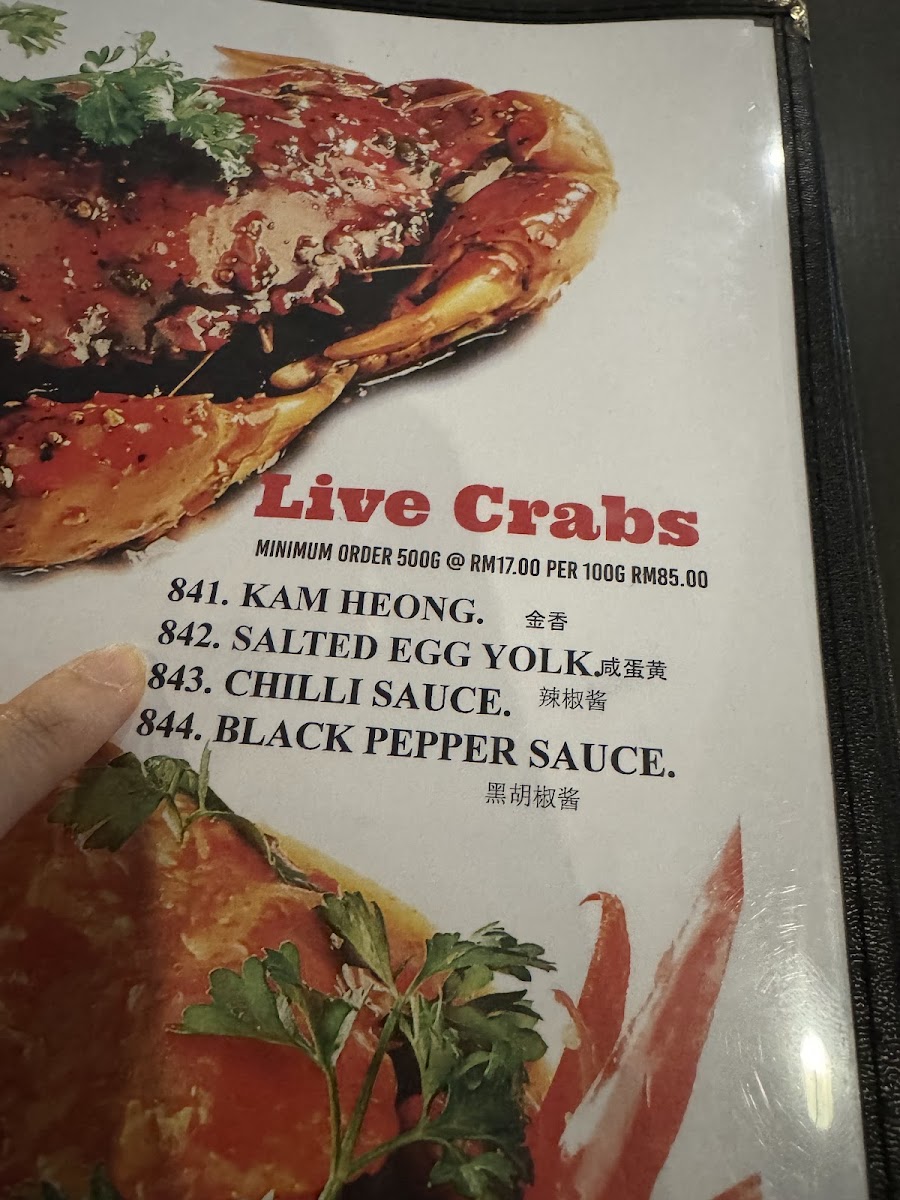 Live Crabs
MINIMUM ORDER 500G @ RM17.00 PER 100G RM85.00
841. KAM HEONG. 金香
842. SALTED EGG YOLK. 咸蛋黄
843. CHILLI SAUCE. 辣椒酱
844. BLACK PEPPER SAUCE.
黑胡椒酱